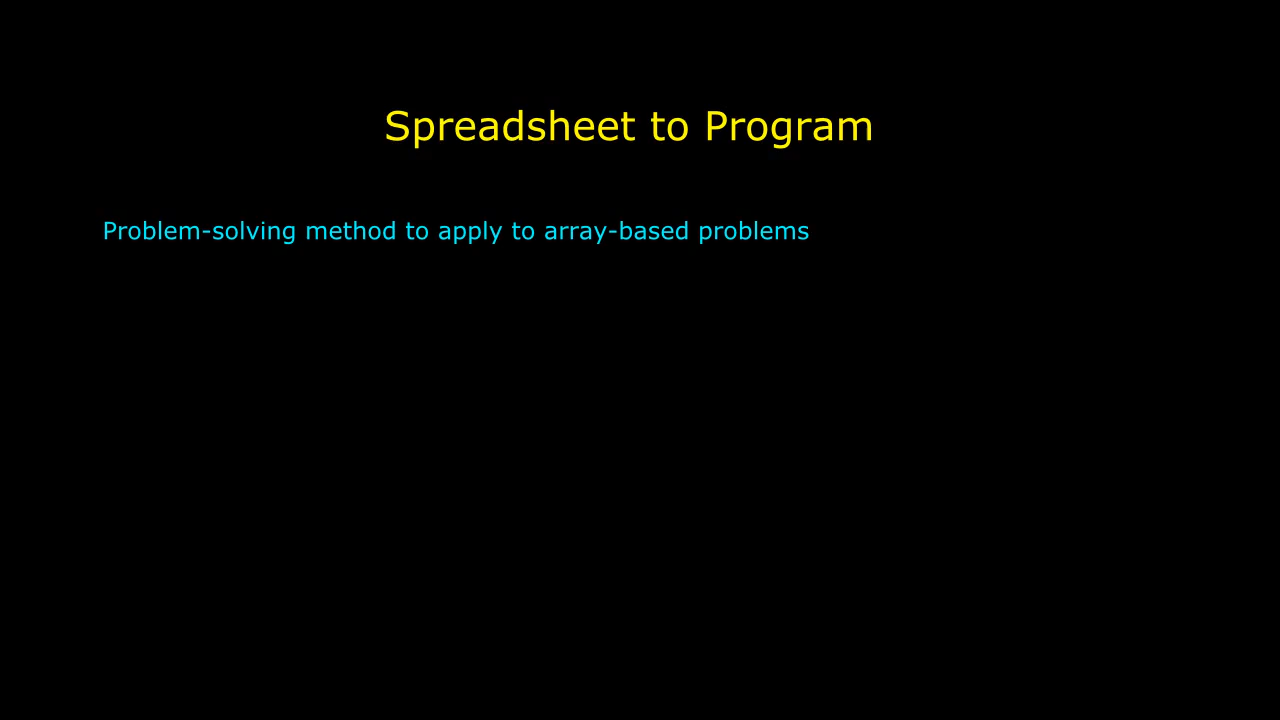 Spreadsheet to Program
Problem-solving method to apply to array-based problems